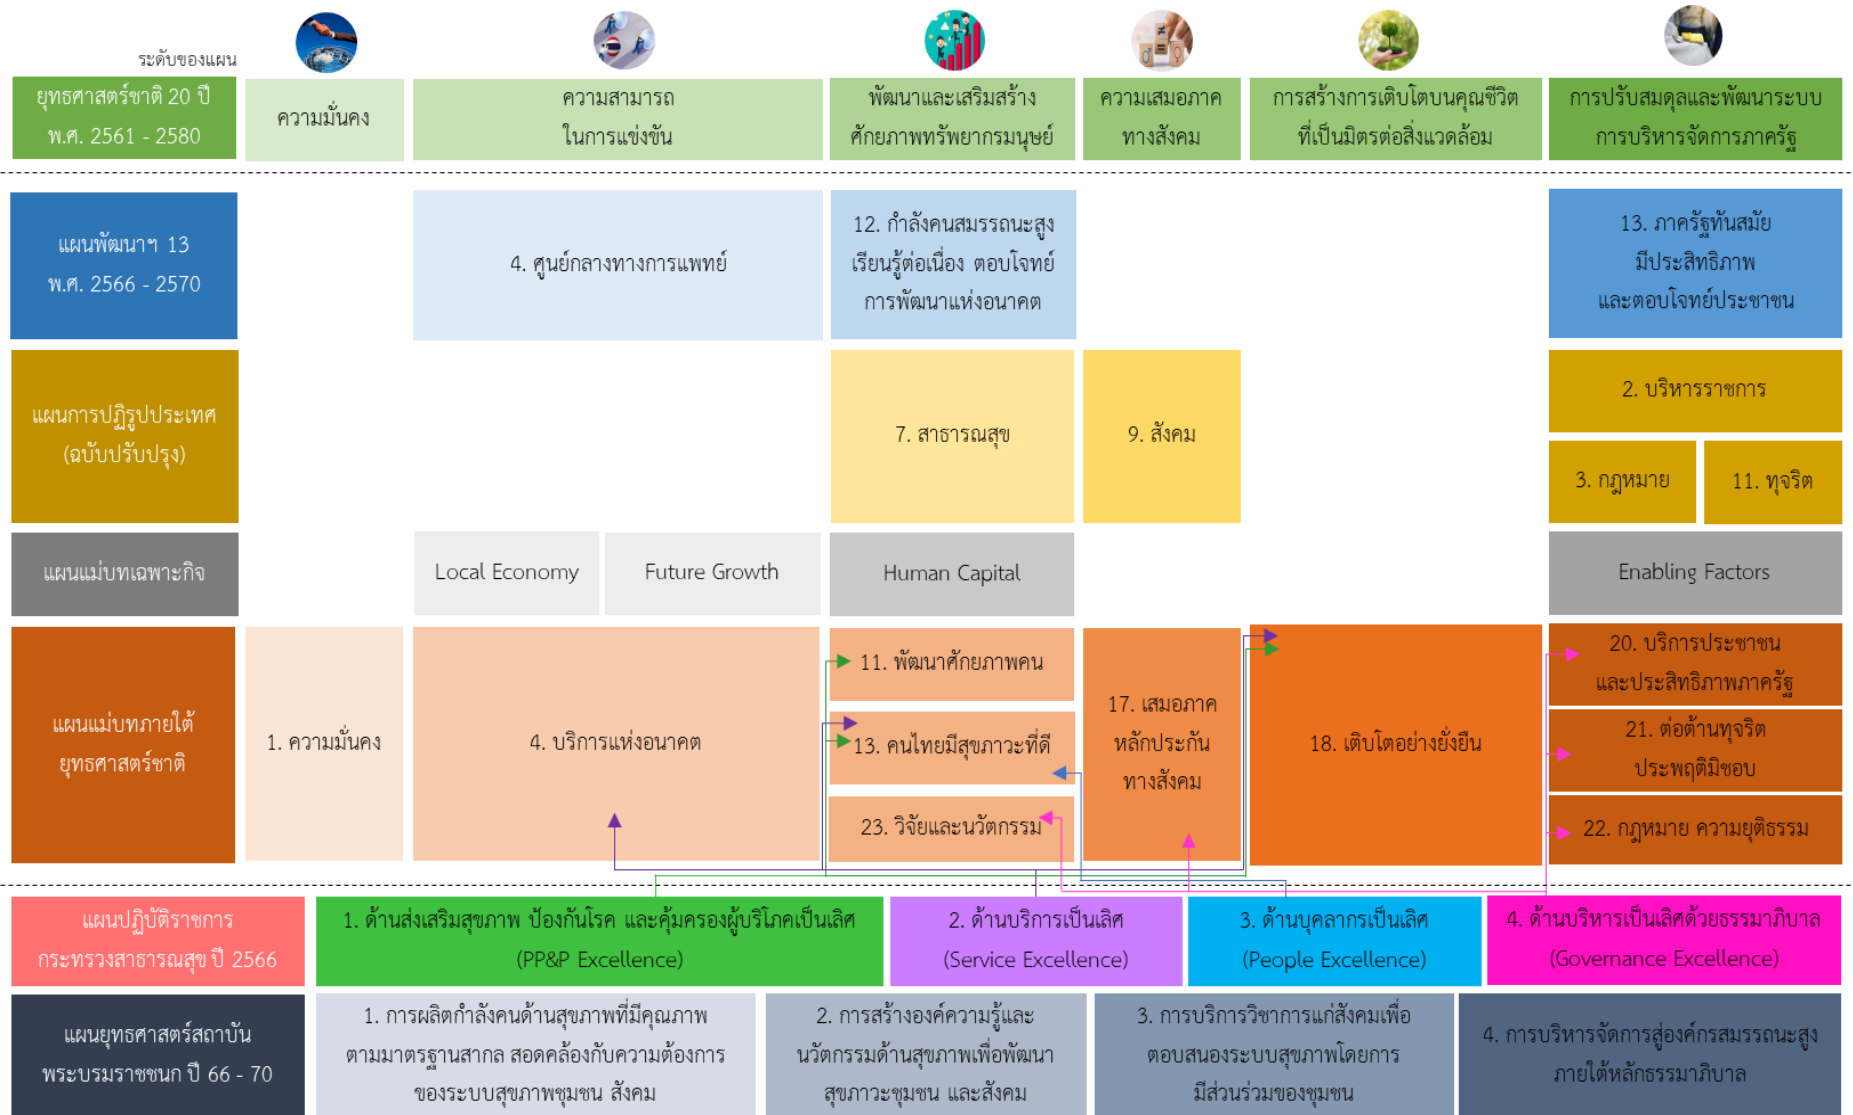 ระดับของแผน
ยุทธศาสตร์ชาติ 20 ปี
พ.ศ. 2561 - 2580
ความมั่นคง
ความสามารถ
ในการแข่งขัน
พัฒนาและเสริมสร้าง
ศักยภาพทรัพยากรมนุษย์
ความเสมอภาค
ทางสังคม
การสร้างการเติบโตบนคุณชีวิต
ที่เป็นมิตรต่อสิ่งแวดล้อม
การปรับสมดุลและพัฒนาระบบ
การบริหารจัดการภาครัฐ
แผนพัฒนาฯ 13
พ.ศ. 2566 - 2570
4. ศูนย์กลางทางการแพทย์
12. กำลังคนสมรรถนะสูง
เรียนรู้ต่อเนื่อง ตอบโจทย์
การพัฒนาแห่งอนาคต
13. ภาครัฐทันสมัย
มีประสิทธิภาพ
และตอบโจทย์ประชาชน
แผนการปฏิรูปประเทศ
(ฉบับปรับปรุง)
7. สาธารณสุข
9. สังคม
2. บริหารราชการ
3. กฎหมาย
11. ทุจริต
แผนแม่บทเฉพาะกิจ
Local Economy
Future Growth
Human Capital
Enabling Factors
แผนแม่บทภายใต้
ยุทธศาสตร์ชาติ
1. ความมั่นคง
4. บริการแห่งอนาคต
11. พัฒนาศักยภาพคน
13. คนไทยมีสุขภาวะที่ดี
23. วิจัยและนวัตกรรม
17. เสมอภาค
หลักประกัน
ทางสังคม
18. เติบโตอย่างยั่งยืน
20. บริการประชาชน
และประสิทธิภาพภาครัฐ
21. ต่อต้านทุจริต
ประพฤติมิชอบ
22. กฎหมาย ความยุติธรรม
แผนปฏิบัติราชการ
กระทรวงสาธารณสุข ปี 2566
1. ด้านส่งเสริมสุขภาพ ป้องกันโรค และคุ้มครองผู้บริโภคเป็นเลิศ
(PP&P Excellence)
2. ด้านบริการเป็นเลิศ
(Service Excellence)
3. ด้านบุคลากรเป็นเลิศ
(People Excellence)
4. ด้านบริหารเป็นเลิศด้วยธรรมาภิบาล
(Governance Excellence)
แผนยุทธศาสตร์สถาบัน
พระบรมราชชนก ปี 66 - 70
1. การผลิตกำลังคนด้านสุขภาพที่มีคุณภาพ
ตามมาตรฐานสากล สอดคล้องกับความต้องการ
ของระบบสุขภาพชุมชน สังคม
2. การสร้างองค์ความรู้และ
นวัตกรรมด้านสุขภาพเพื่อพัฒนา
สุขภาวะชุมชน และสังคม
3. การบริการวิชาการแก่สังคมเพื่อ
ตอบสนองระบบสุขภาพโดยการ
มีส่วนร่วมของชุมชน
4. การบริหารจัดการสู่องค์กรสมรรถนะสูง
ภายใต้หลักธรรมาภิบาล